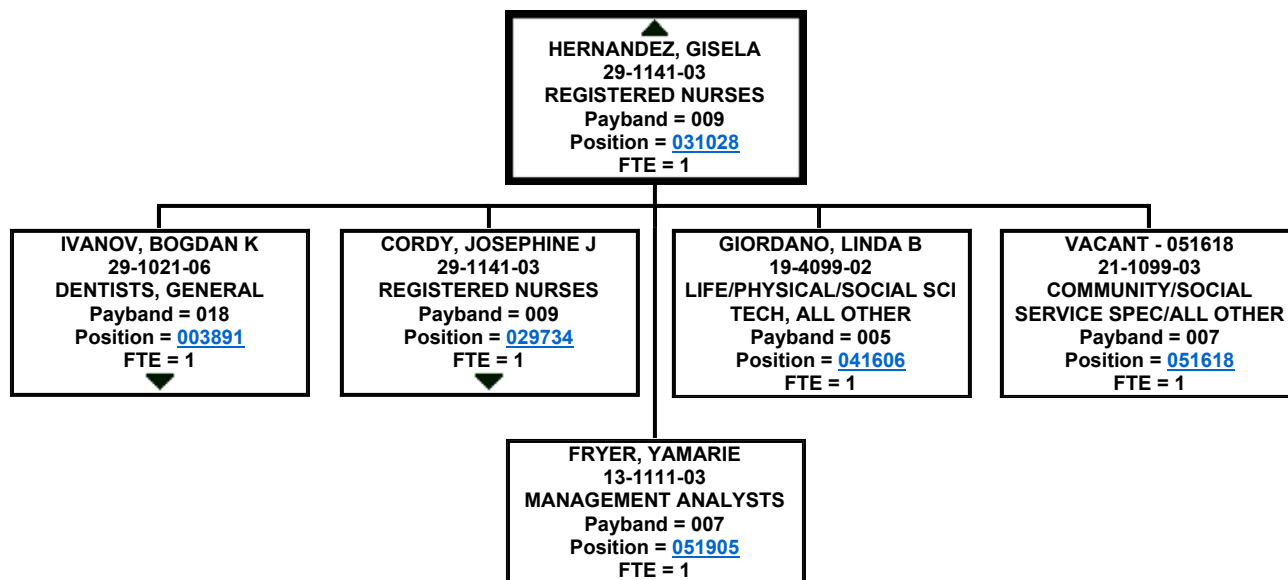 HERNANDEZ, GISELA
29-1141-03
REGISTERED NURSES
Payband = 009
Position = 031028
FTE = 1
IVANOV, BOGDAN K
29-1021-06
DENTISTS, GENERAL
Payband = 018
Position = 003891
FTE = 1
CORDY, JOSEPHINE J
29-1141-03
REGISTERED NURSES
Payband = 009
Position = 029734
FTE = 1
GIORDANO, LINDA B
19-4099-02
LIFE/PHYSICAL/SOCIAL SCI
TECH, ALL OTHER
Payband = 005
Position = 041606
FTE = 1
VACANT - 051618
21-1099-03
COMMUNITY/SOCIAL
SERVICE SPEC/ALL OTHER
Payband = 007
Position = 051618
FTE = 1
FRYER, YAMARIE
13-1111-03
MANAGEMENT ANALYSTS
Payband = 007
Position = 051905
FTE = 1